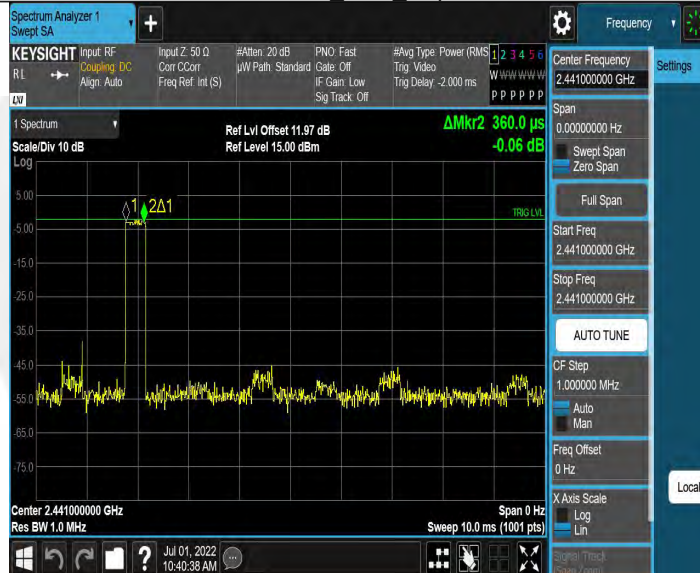 Spectrum Analyzer 1
Swept SA
+
Frequency
KEYSIGHT
RL
LXI
Input: RF
Coupling: DC
Align: Auto
Input Z: 50 Ω
Corr CCorr
Freq Ref: Int (S)
#Atten: 20 dB
µW Path: Standard
PNO: Fast
Gate: Off
IF Gain: Low
Sig Track: Off
#Avg Type: Power (RMS
Trig: Video
Trig Delay: -2.000 ms
1 2 3 4 5 6
W W W W W W
P P P P P P
Center Frequency
2.441000000 GHz
Settings
Span
0.00000000 Hz
Swept Span
Zero Span
Full Span
Start Freq
2.441000000 GHz
Stop Freq
2.441000000 GHz
AUTO TUNE
CF Step
1.000000 MHz
Auto
Man
Freq Offset
0 Hz
X Axis Scale
Log
Lin
Signal Track
(Span Zoom)
Local
1 Spectrum
Scale/Div 10 dB
Ref Lvl Offset 11.97 dB
Ref Level 15.00 dBm
ΔMkr2 360.0 µs
-0.06 dB
Log
5.00
-5.00
-15.0
-25.0
-35.0
-45.0
-55.0
-65.0
-75.0
1
2Δ1
TRIG LVL
Center 2.441000000 GHz
Res BW 1.0 MHz
Span 0 Hz
Sweep 10.0 ms (1001 pts)
?
Jul 01, 2022
10:40:38 AM